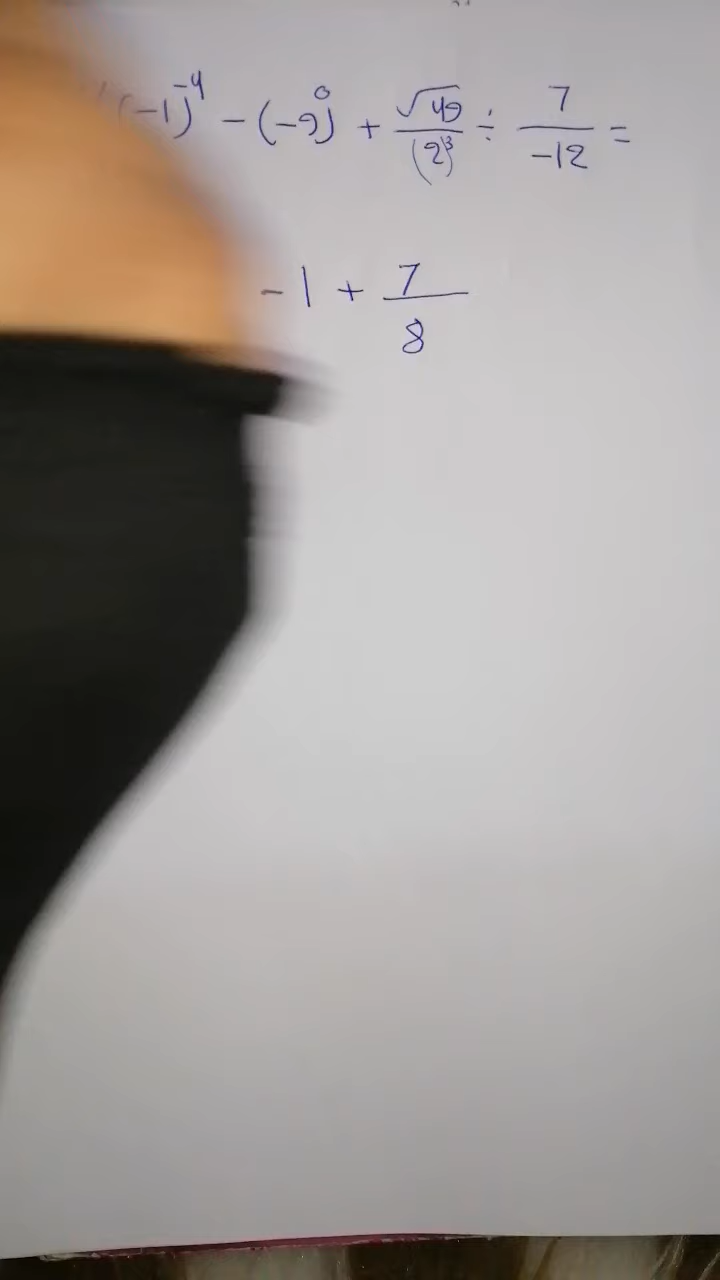 (-1)^-4 - (-9)^0 + √49/(2)^3 ÷ 7/-12 =
- 1 + 7/8